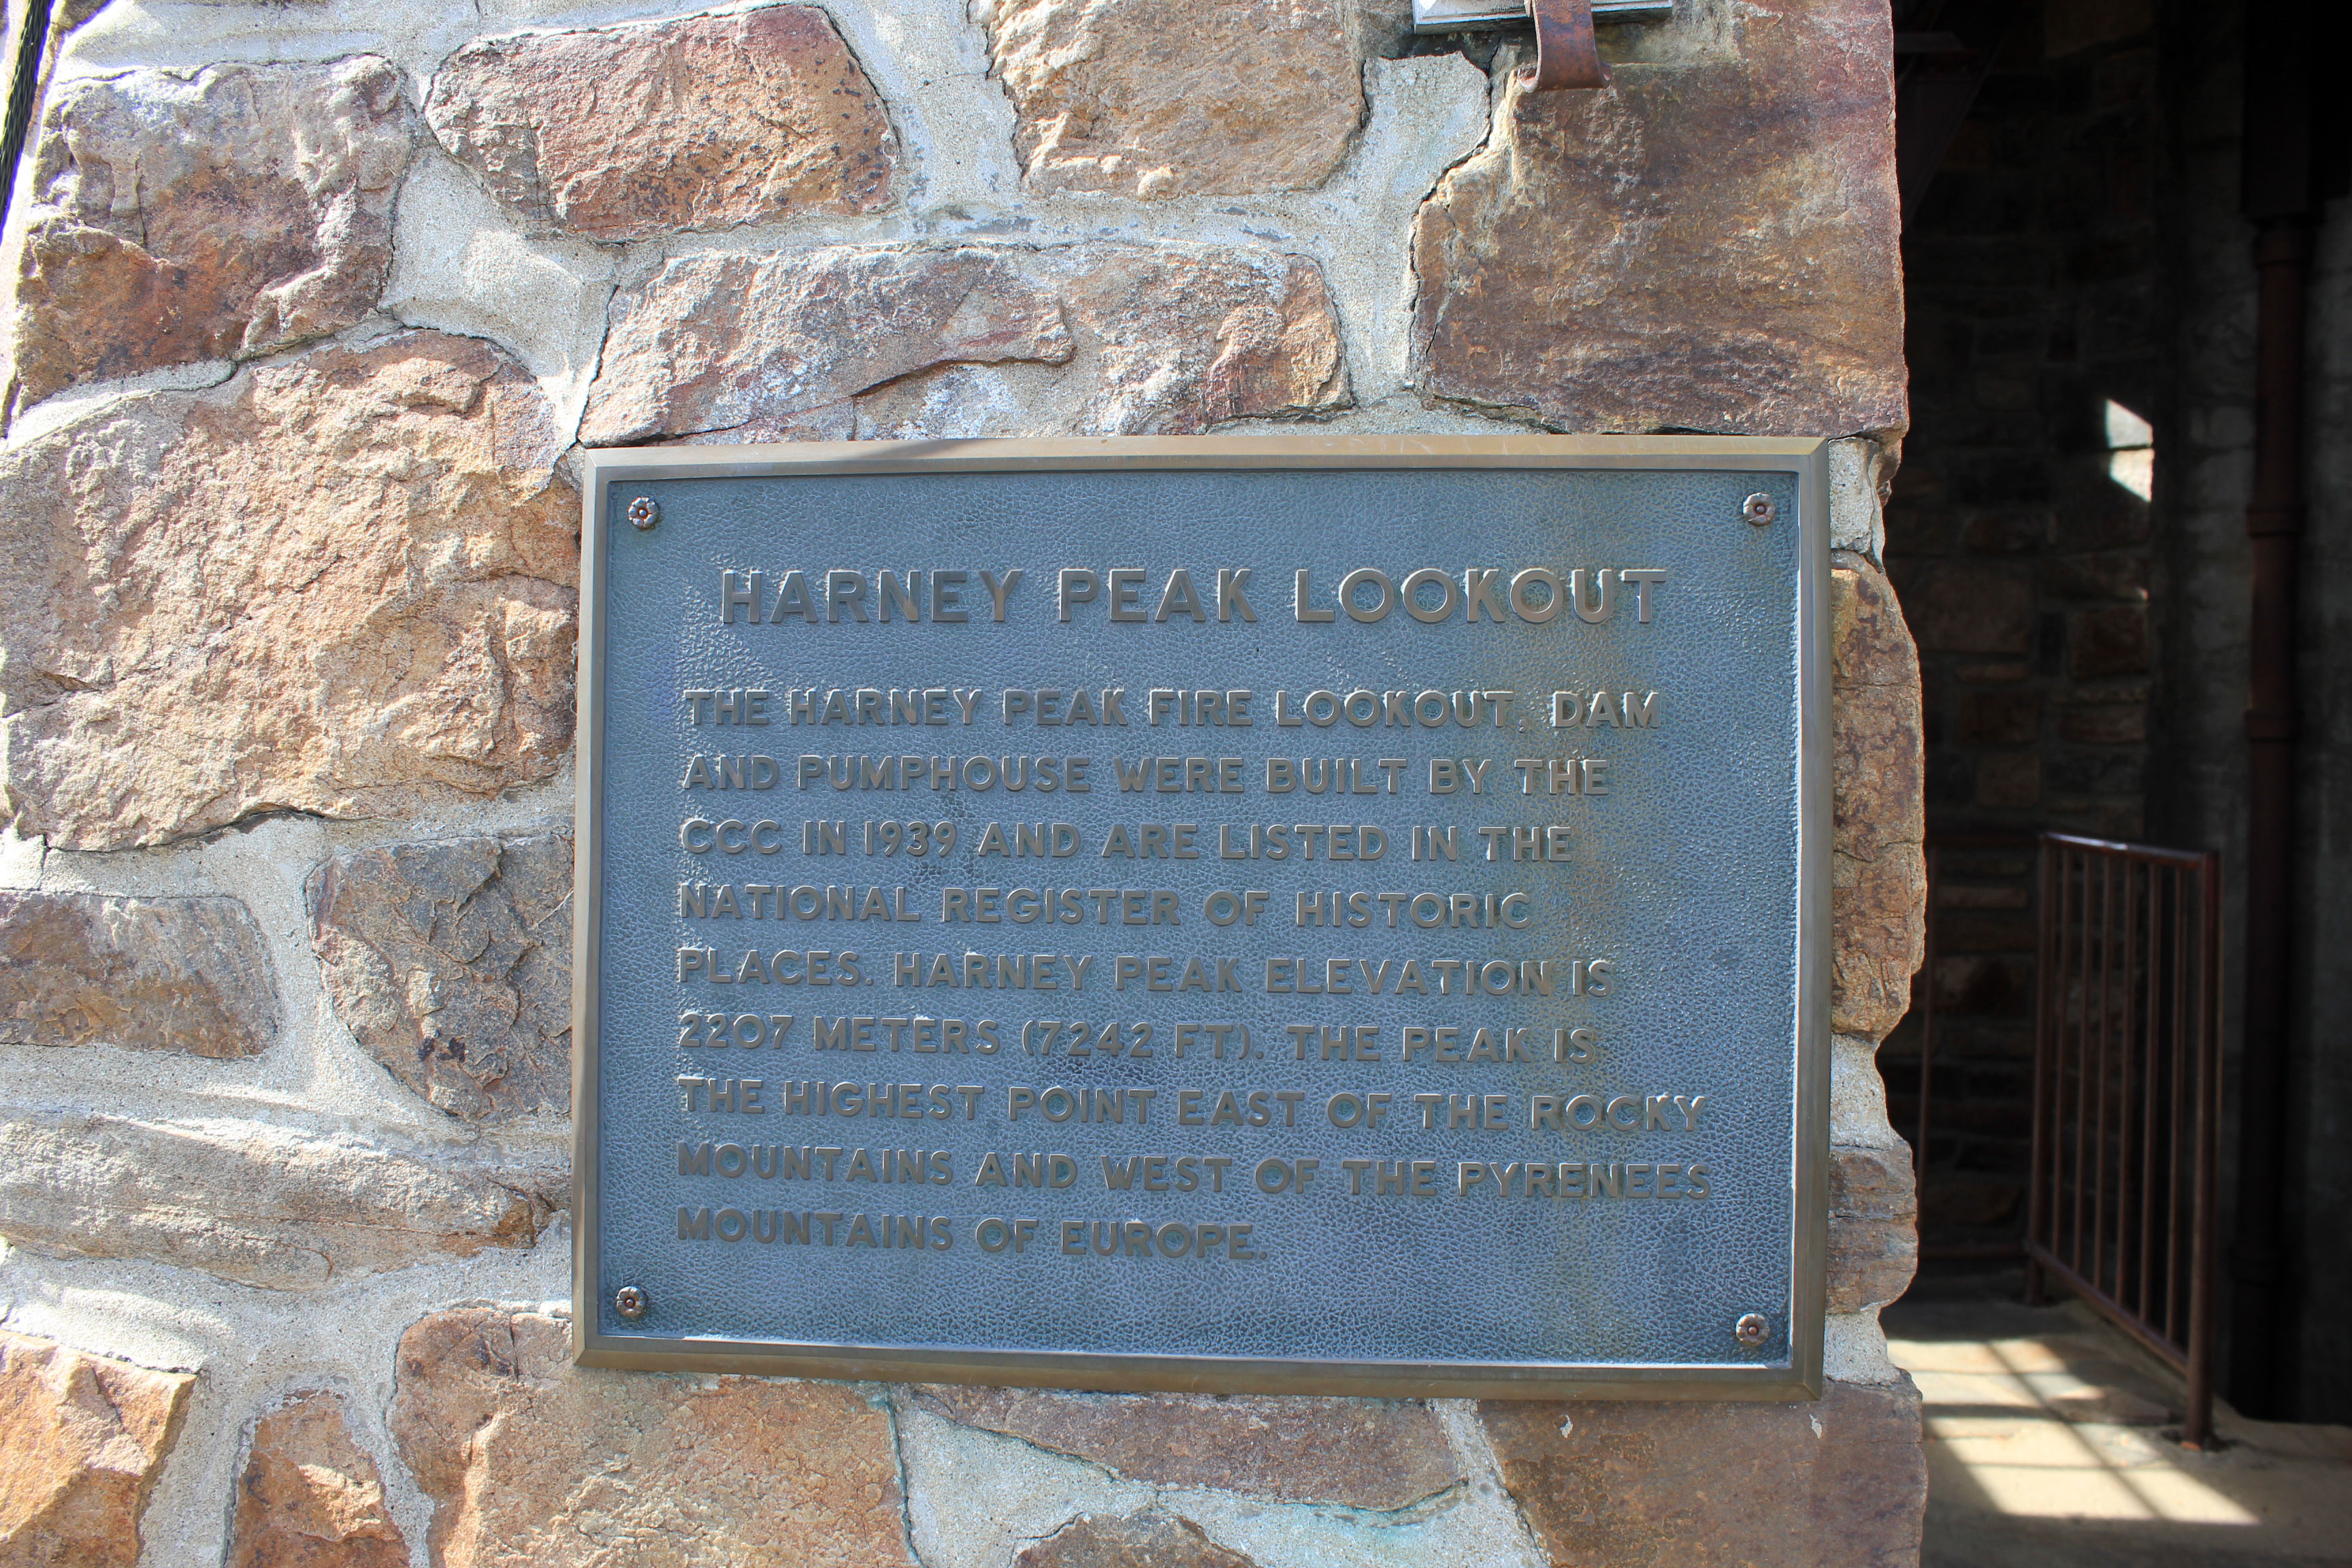 HARNEY PEAK LOOKOUT
THE HARNEY PEAK FIRE LOOKOUT, DAM
AND PUMPHOUSE WERE BUILT BY THE
CCC IN 1939 AND ARE LISTED IN THE
NATIONAL REGISTER OF HISTORIC
PLACES. HARNEY PEAK ELEVATION IS
2207 METERS (7242 FT). THE PEAK IS
THE HIGHEST POINT EAST OF THE ROCKY
MOUNTAINS AND WEST OF THE PYRENEES
MOUNTAINS OF EUROPE.